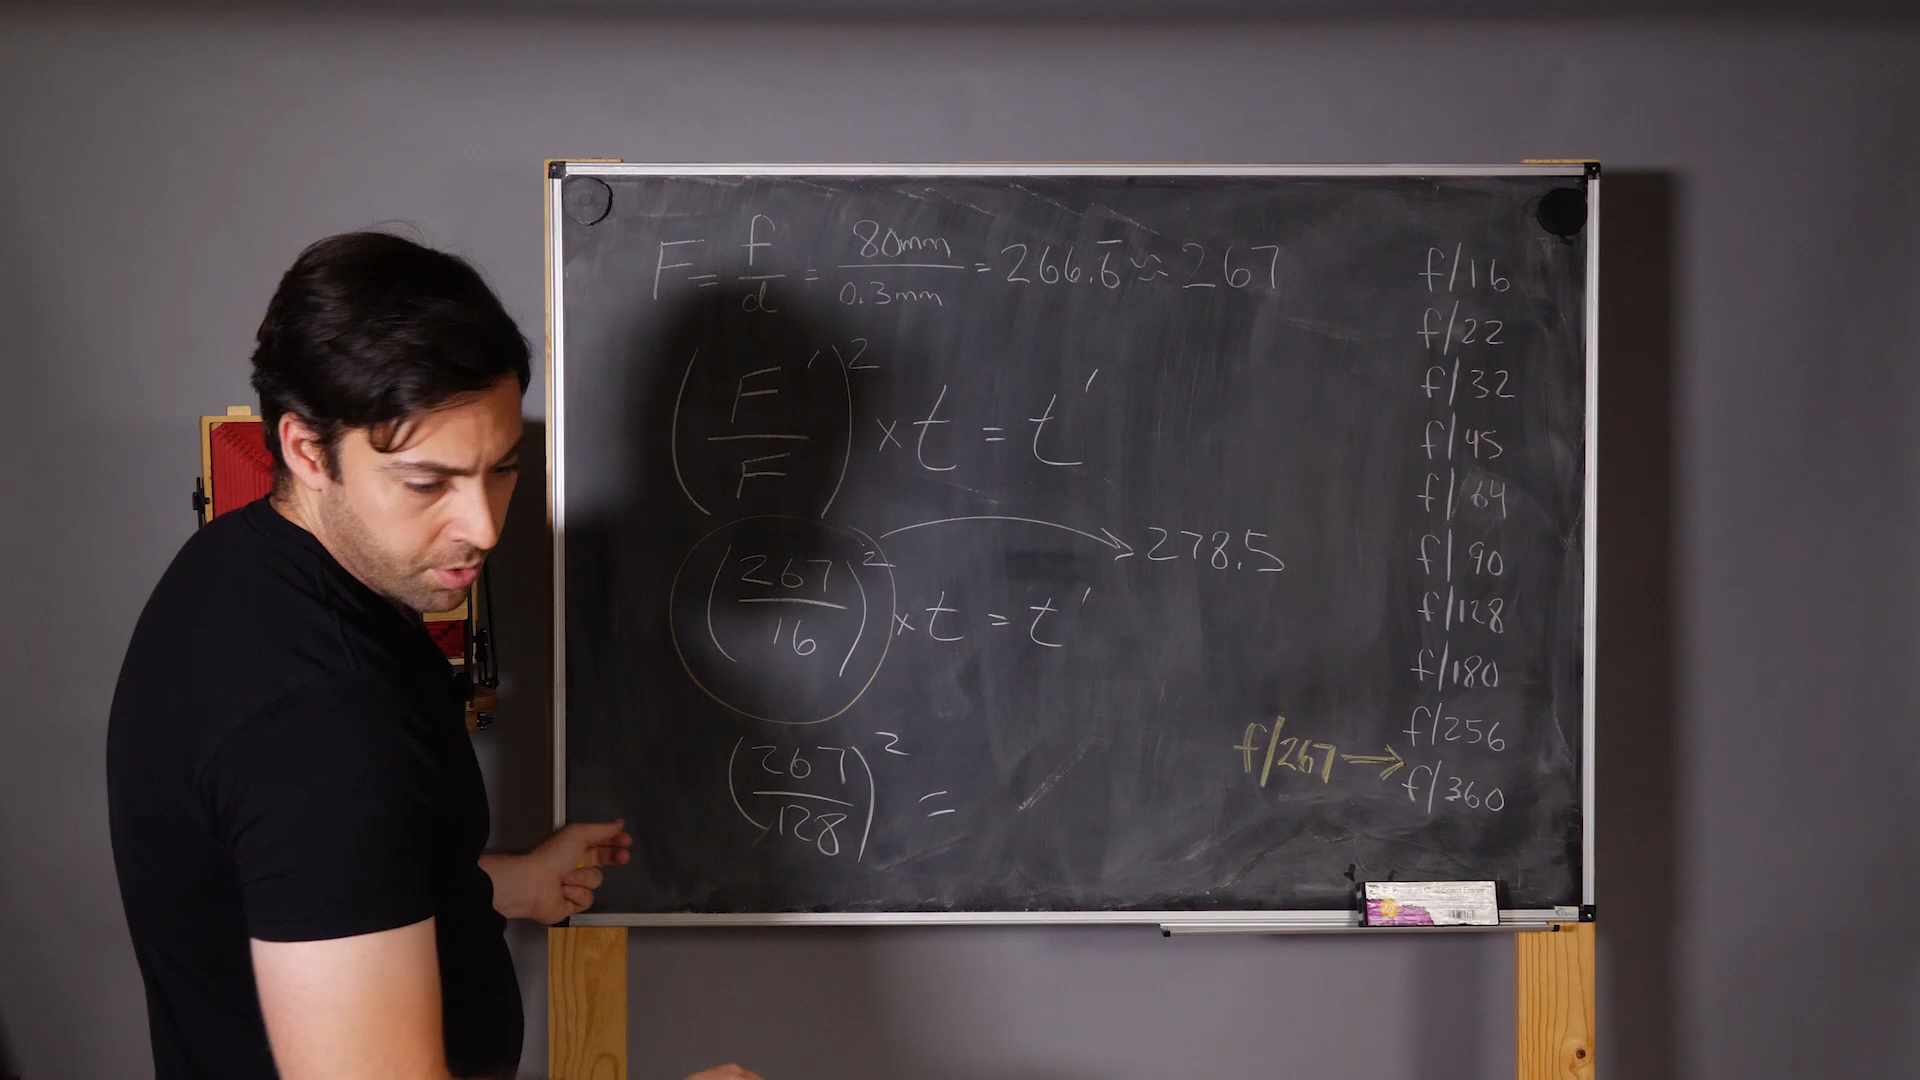 F = f/d = 80mm/0.3mm = 266.6̅ ≈ 267
(F'/F)² × t = t'
(267/16)² × t = t'
278.5
(267/128)² =
f/16
f/22
f/32
f/45
f/64
f/90
f/128
f/180
f/256
f/267 →
f/360